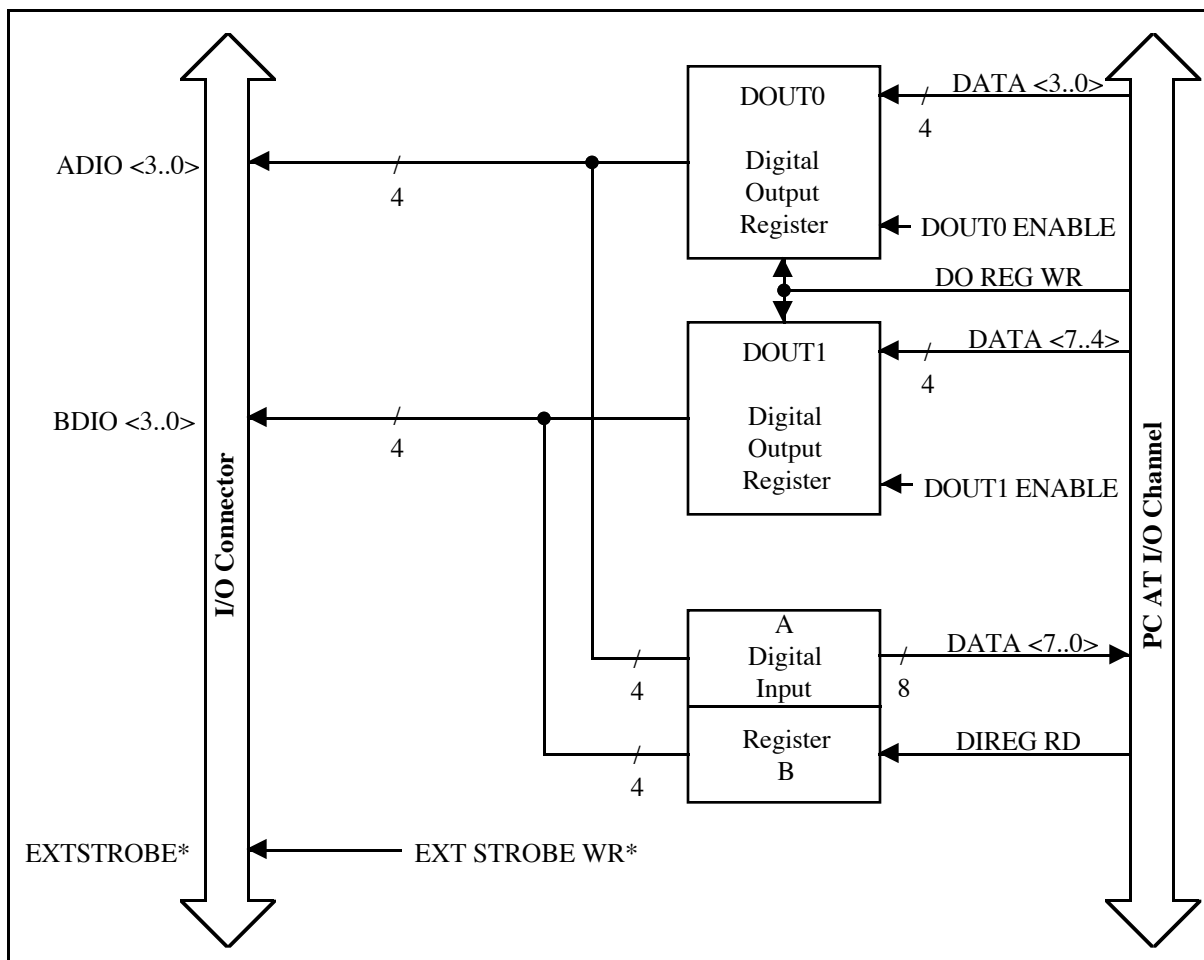 DOUT0
Digital
Output
Register
DATA <3..0>
/
4
ADIO <3..0>
/
4
DOUT0 ENABLE
DO REG WR
DOUT1
Digital
Output
Register
DATA <7..4>
/
4
BDIO <3..0>
/
4
DOUT1 ENABLE
I/O Connector
PC AT I/O Channel
A
Digital
Input
Register
B
DATA <7..0>
/
8
/
4
DIREG RD
/
4
EXTSTROBE*
EXT STROBE WR*